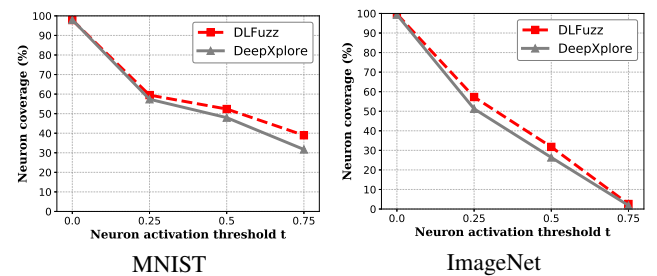 100
90
80
70
60
50
40
30
20
10
0
Neuron coverage (%)
DLFuzz
DeepXplore
0.0 0.25 0.5 0.75
Neuron activation threshold t
MNIST
100
90
80
70
60
50
40
30
20
10
0
Neuron coverage (%)
DLFuzz
DeepXplore
0.0 0.25 0.5 0.75
Neuron activation threshold t
ImageNet